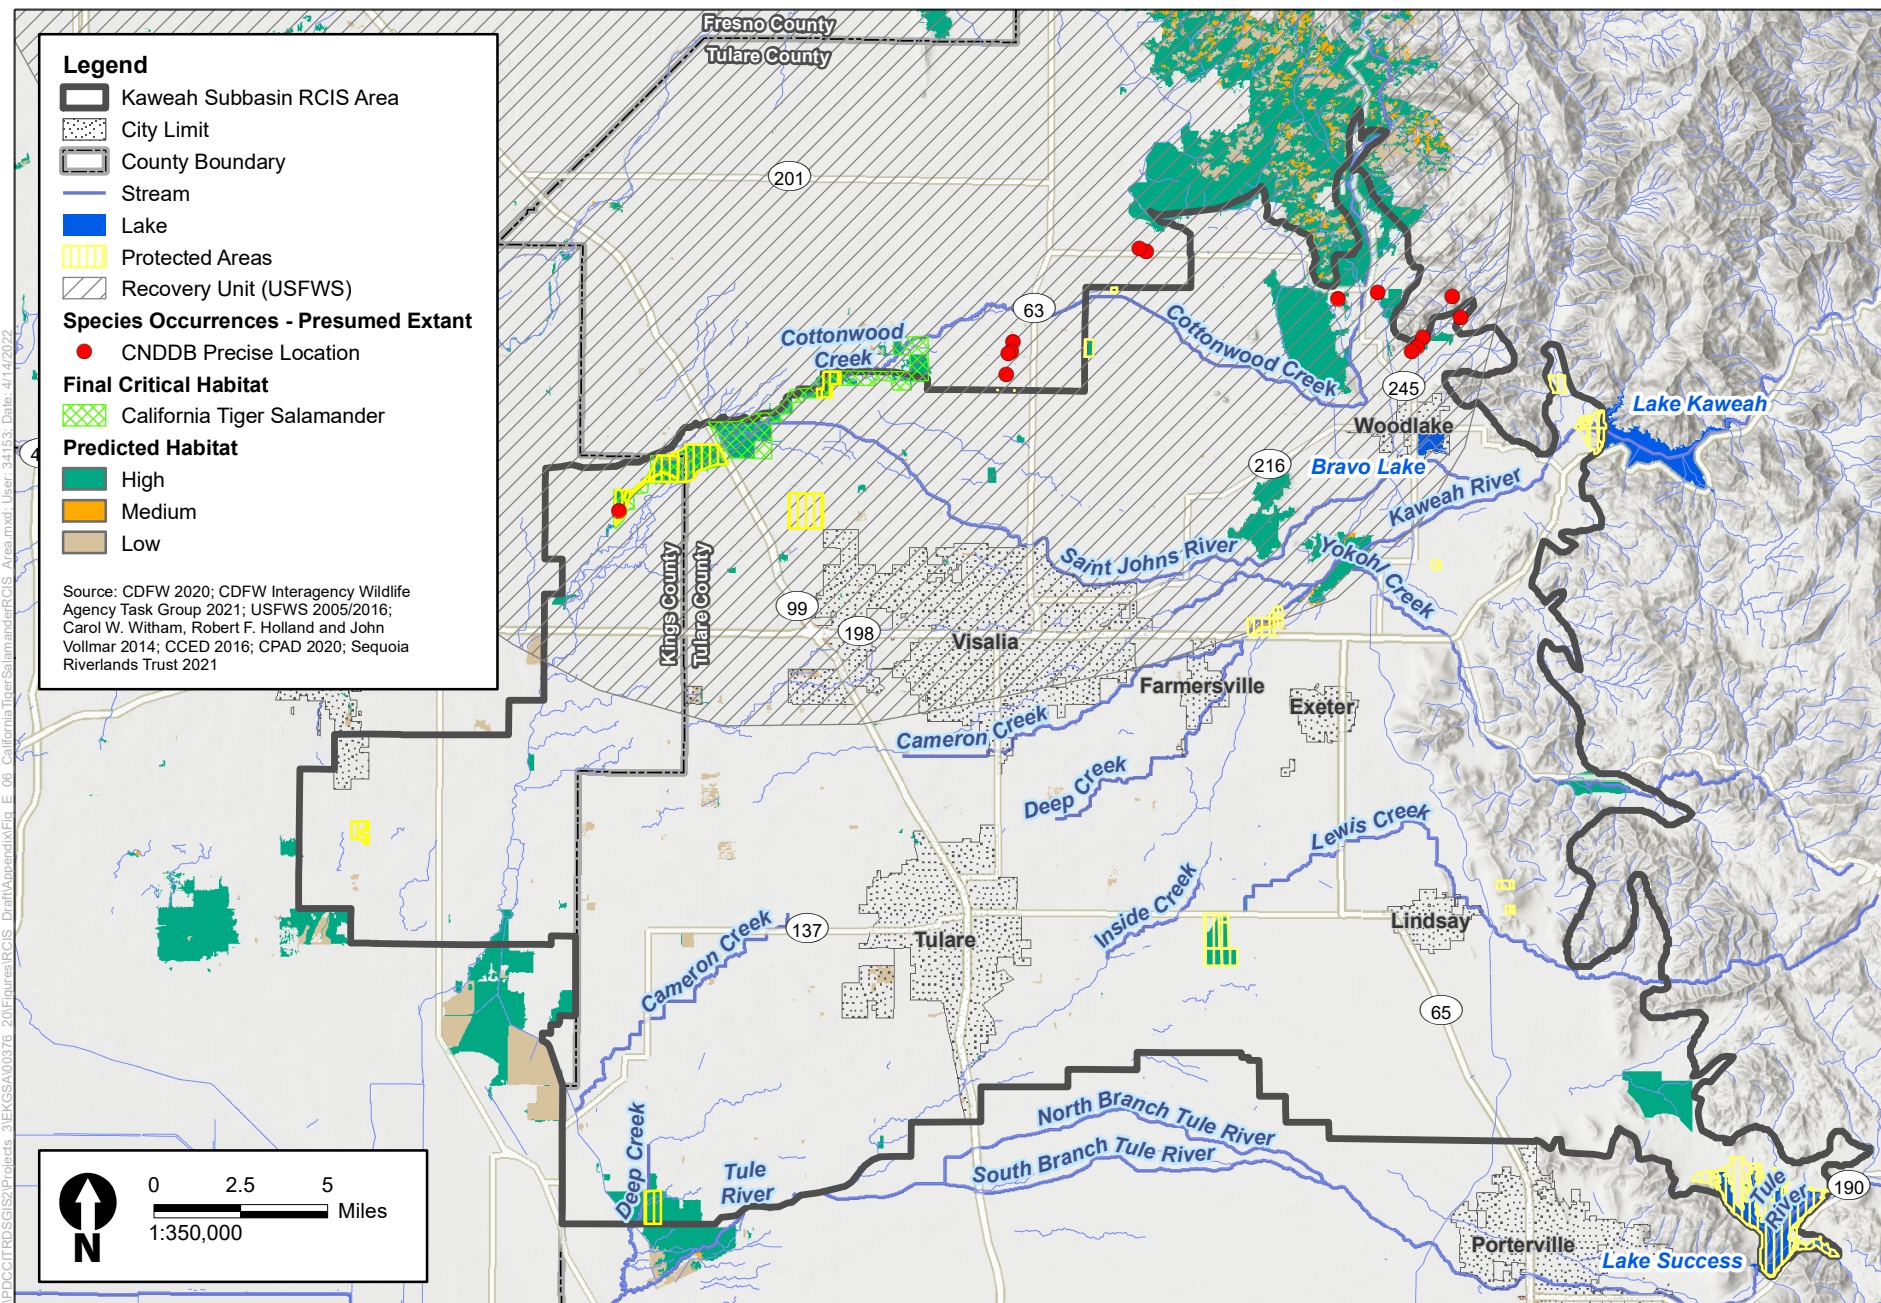 Legend
Kaweah Subbasin RCIS Area
City Limit
County Boundary
Stream
Lake
Protected Areas
Recovery Unit (USFWS)
Species Occurrences - Presumed Extant
CNDDB Precise Location
Final Critical Habitat
California Tiger Salamander
Predicted Habitat
High
Medium
Low
Source: CDFW 2020; CDFW Interagency Wildlife
Agency Task Group 2021; USFWS 2005/2016;
Carol W. Witham, Robert F. Holland and John
Vollmar 2014; CCED 2016; CPAD 2020; Sequoia
Riverlands Trust 2021
Fresno County
Tulare County
201
63
Cottonwood
Creek
Cottonwood Creek
245
Woodlake
Lake Kaweah
Bravo Lake
216
Kaweah River
4
Saint Johns River
Yokohl Creek
Kings County
Tulare County
99
198
Visalia
Farmersville
Exeter
Cameron Creek
Deep Creek
Lewis Creek
Inside Creek
Lindsay
Cameron Creek
137
Tulare
65
North Branch Tule River
South Branch Tule River
Deep Creek
Tule
River
Tule
River
190
Porterville
Lake Success
N
0 2.5 5
Miles
1:350,000